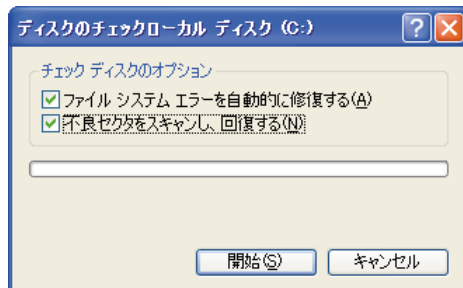 ディスクのチェックローカル ディスク (C:)
チェック ディスクのオプション
ファイル システム エラーを自動的に修復する(A)
不良セクタをスキャンし、回復する(N)
開始(S)
キャンセル